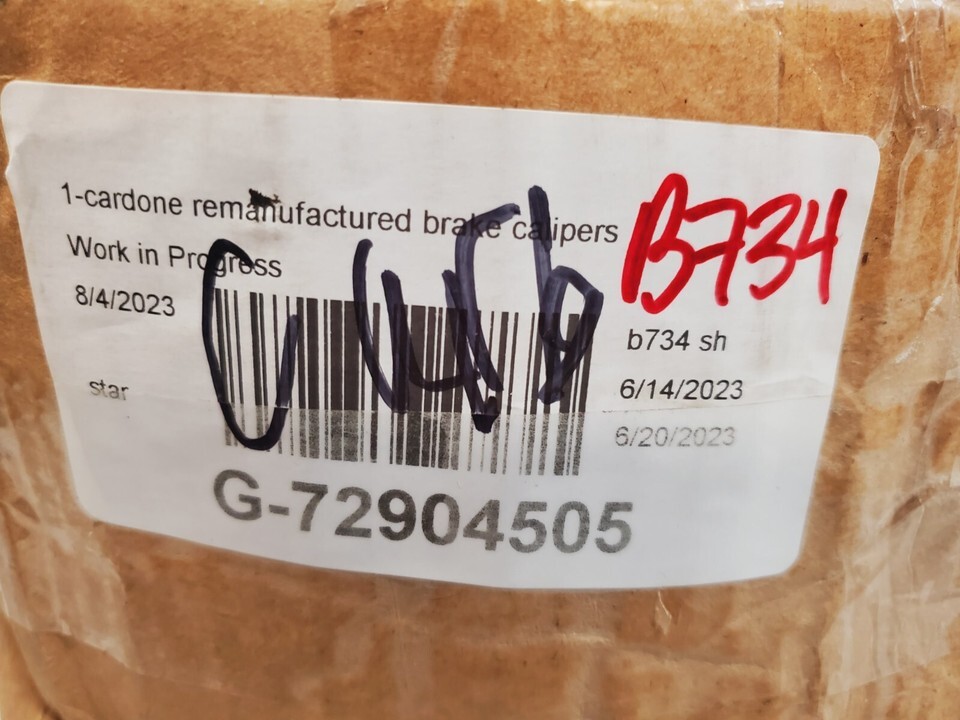 1-cardone remanufactured brake calipers
B734
Work in Progress
8/4/2023
b734 sh
star
6/14/2023
6/20/2023
G-72904505